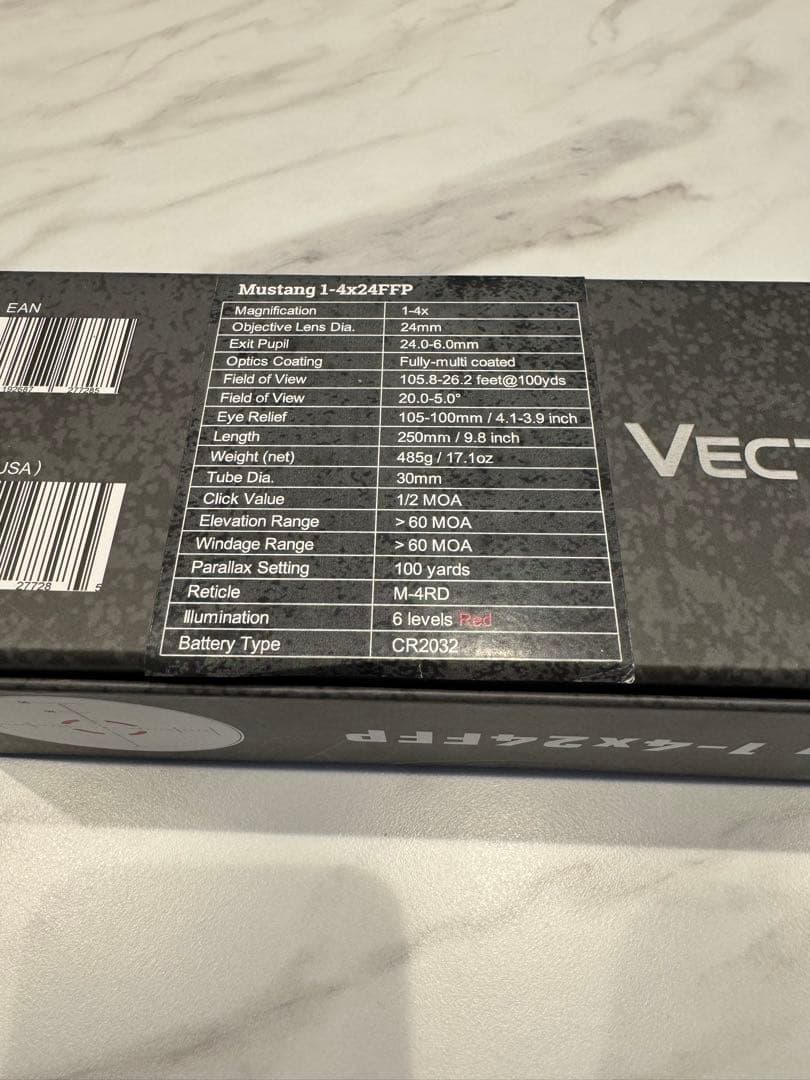 EAN
192687 277285
USA)
27728 5
Mustang 1-4x24FFP
Magnification 1-4x
Objective Lens Dia. 24mm
Exit Pupil 24.0-6.0mm
Optics Coating Fully-multi coated
Field of View 105.8-26.2 feet@100yds
Field of View 20.0-5.0°
Eye Relief 105-100mm / 4.1-3.9 inch
Length 250mm / 9.8 inch
Weight (net) 485g / 17.1oz
Tube Dia. 30mm
Click Value 1/2 MOA
Elevation Range > 60 MOA
Windage Range > 60 MOA
Parallax Setting 100 yards
Reticle M-4RD
Illumination 6 levels Red
Battery Type CR2032
VECT
1-4x24FFP